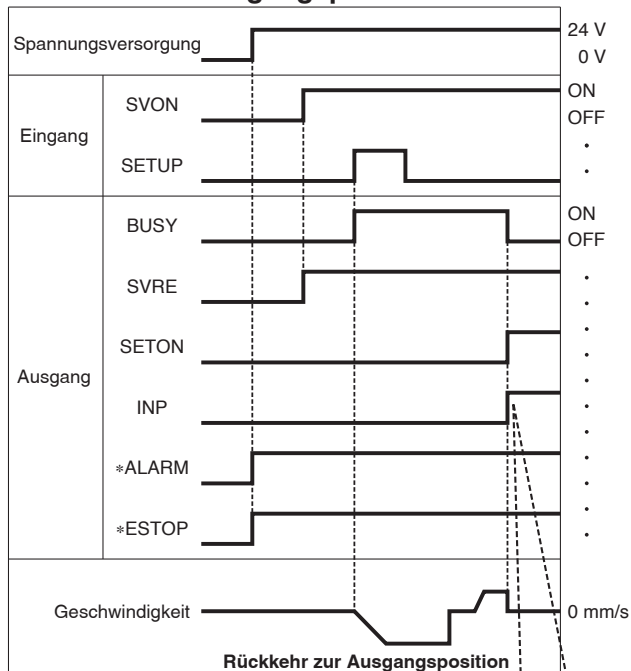 Spannungsversorgung
24 V
0 V
Eingang
SVON
ON
OFF
SETUP
Ausgang
BUSY
ON
OFF
SVRE
SETON
INP
*ALARM
*ESTOP
Geschwindigkeit
0 mm/s
Rückkehr zur Ausgangsposition